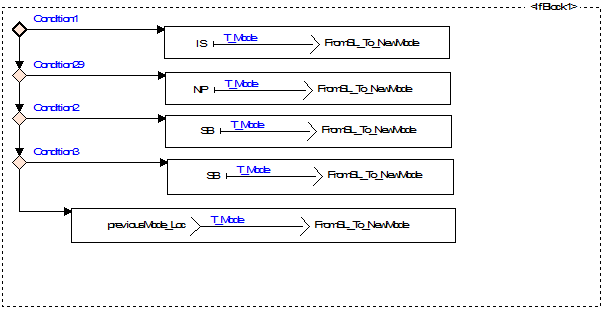 <IfBlock1>
Condition1
IS T_Mode FromSL_To_NewMode
Condition29
NP T_Mode FromSL_To_NewMode
Condition2
SB T_Mode FromSL_To_NewMode
Condition3
SB T_Mode FromSL_To_NewMode
previousMode_Loc T_Mode FromSL_To_NewMode